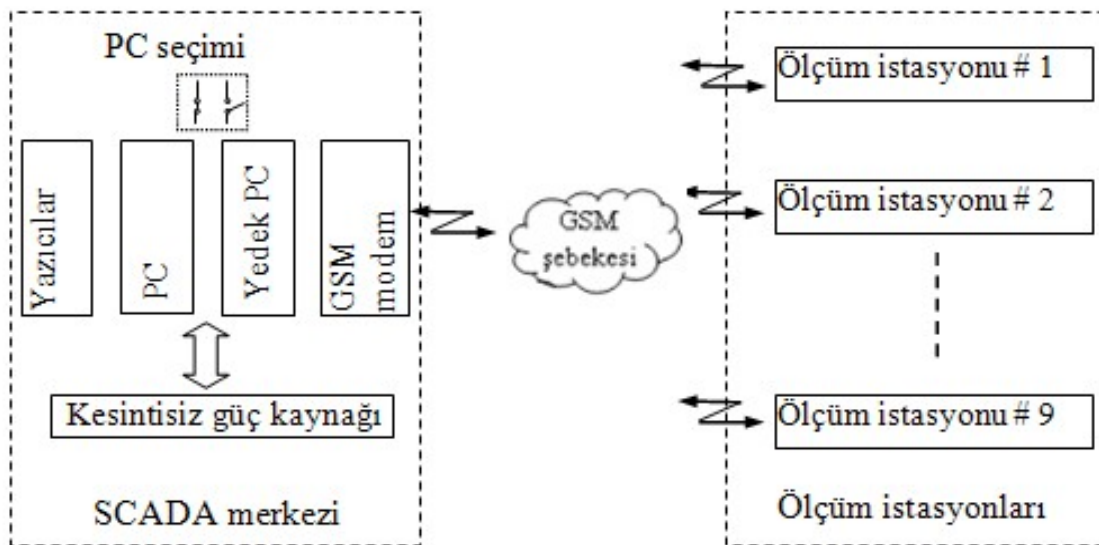 PC seçimi
Yazıcılar
PC
Yedek PC
GSM
modem
Kesintisiz güç kaynağı
SCADA merkezi
GSM
şebekesi
Ölçüm istasyonu # 1
Ölçüm istasyonu # 2
Ölçüm istasyonu # 9
Ölçüm istasyonları